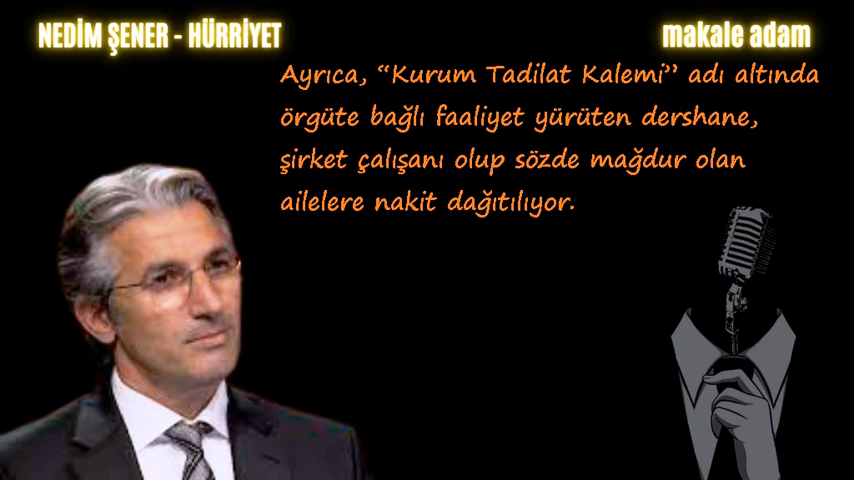 NEDİM ŞENER - HÜRRİYET
makale adam
Ayrıca, “Kurum Tadilat Kalemi” adı altında
örgüte bağlı faaliyet yürüten dershane,
şirket çalışanı olup sözde mağdur olan
ailelere nakit dağıtılıyor.